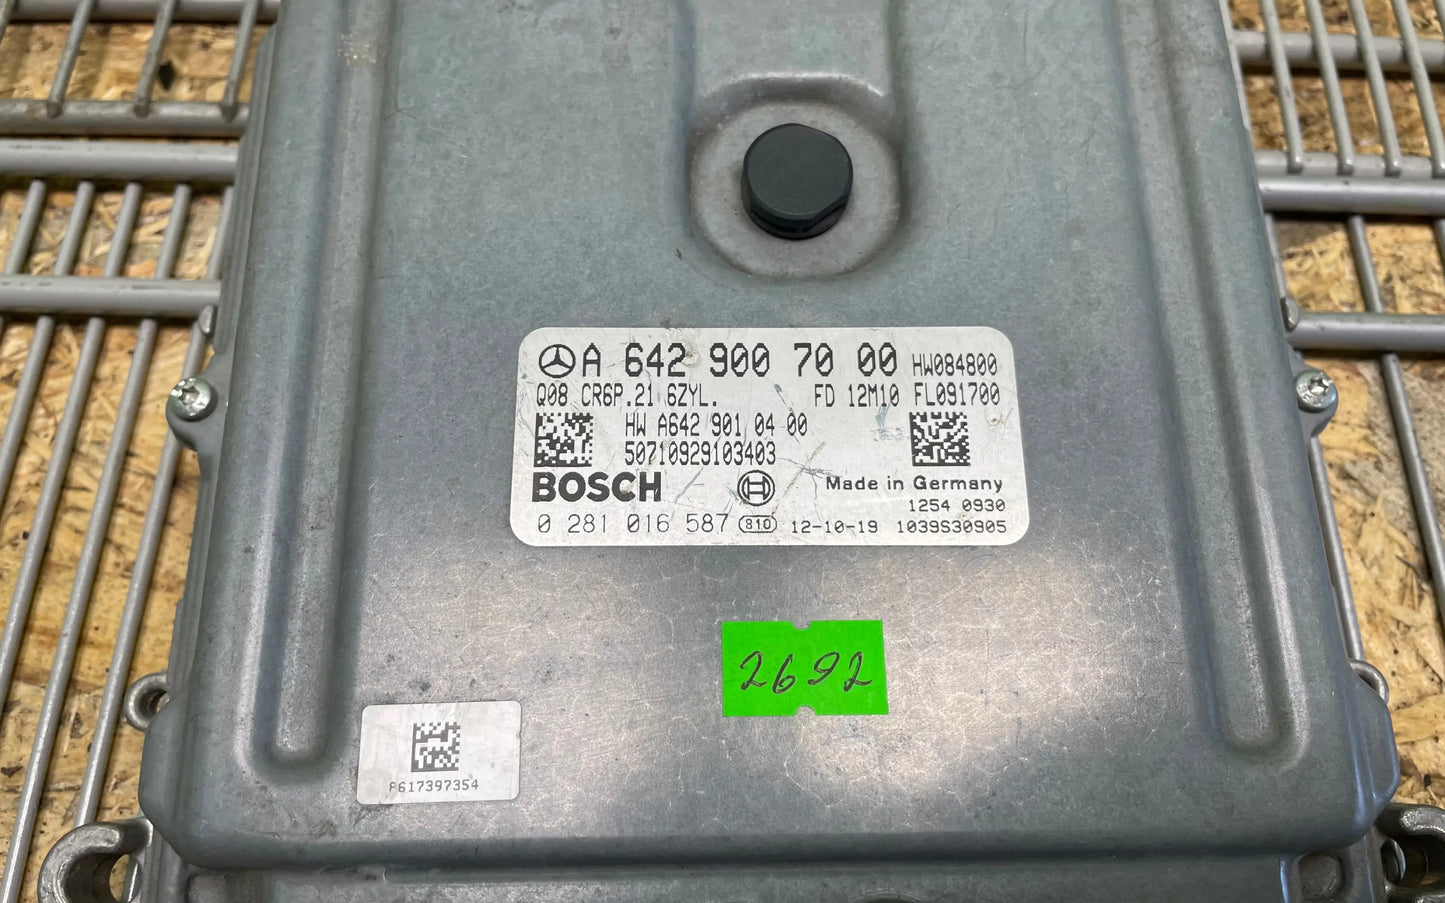 A 642 900 70 00 HW084800
Q08 CR6P.21 6ZYL. FD 12M10 FL091700
HW A642 901 04 00
50710929103403
BOSCH Made in Germany
1254 0930
0 281 016 587 810 12-10-19 1039S30905
2692
P617397354